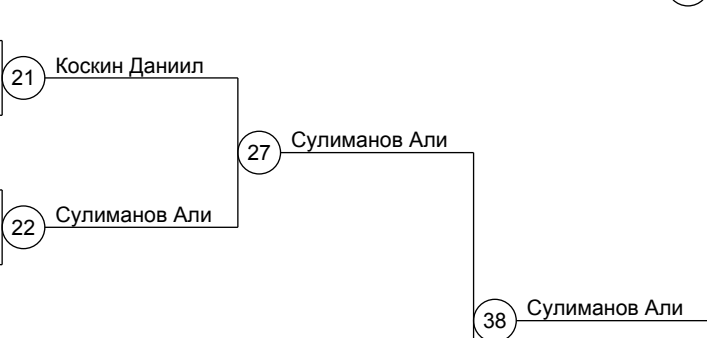 Коскин Даниил
21
Сулиманов Али
27
Сулиманов Али
22
Сулиманов Али
38